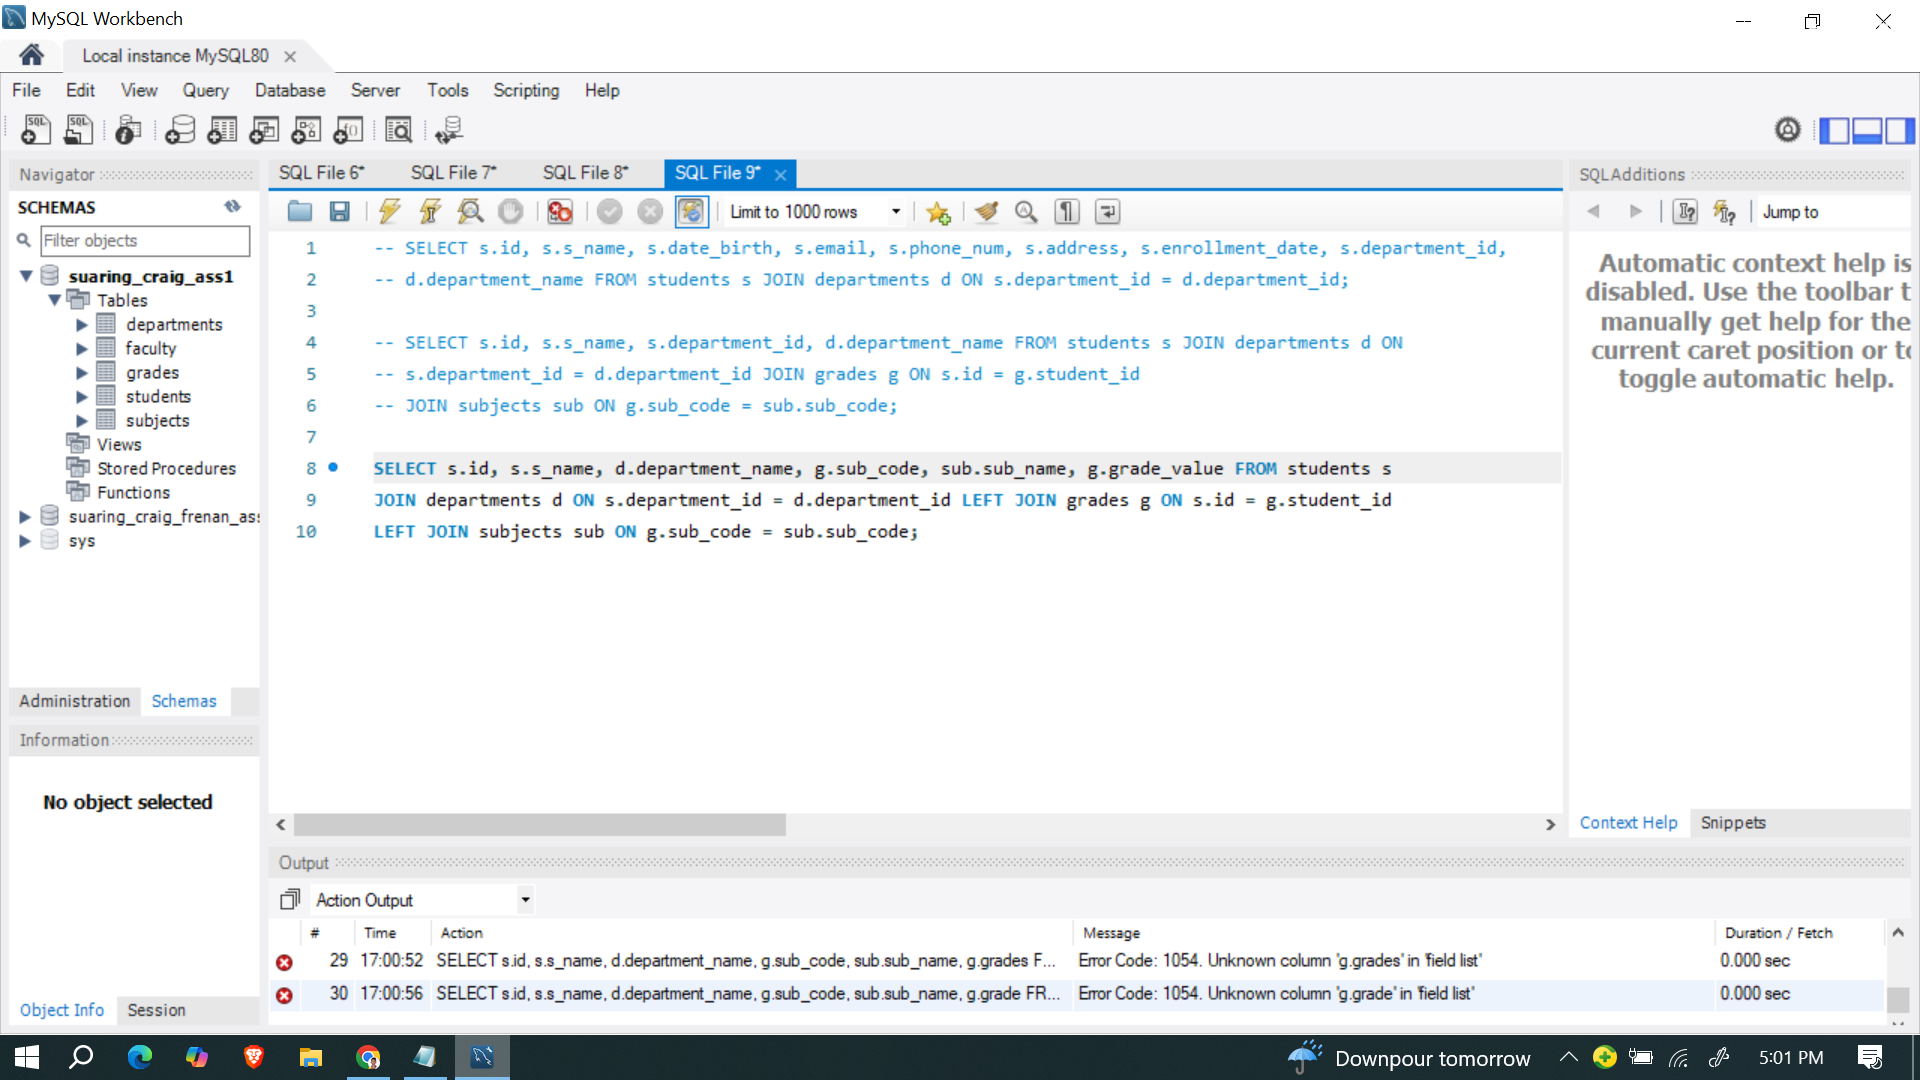 MySQL Workbench
Local instance MySQL80
File Edit View Query Database Server Tools Scripting Help
Navigator
SCHEMAS
Filter objects
suaring_craig_ass1
Tables
departments
faculty
grades
students
subjects
Views
Stored Procedures
Functions
suaring_craig_frenan_as
sys
Administration Schemas
Information
No object selected
Object Info Session
SQL File 6* SQL File 7* SQL File 8* SQL File 9*
Limit to 1000 rows
1 -- SELECT s.id, s.s_name, s.date_birth, s.email, s.phone_num, s.address, s.enrollment_date, s.department_id,
2 -- d.department_name FROM students s JOIN departments d ON s.department_id = d.department_id;
3
4 -- SELECT s.id, s.s_name, s.department_id, d.department_name FROM students s JOIN departments d ON
5 -- s.department_id = d.department_id JOIN grades g ON s.id = g.student_id
6 -- JOIN subjects sub ON g.sub_code = sub.sub_code;
7
8 SELECT s.id, s.s_name, d.department_name, g.sub_code, sub.sub_name, g.grade_value FROM students s
9 JOIN departments d ON s.department_id = d.department_id LEFT JOIN grades g ON s.id = g.student_id
10 LEFT JOIN subjects sub ON g.sub_code = sub.sub_code;
SQLAdditions
Jump to
Automatic context help is
disabled. Use the toolbar t
manually get help for the
current caret position or to
toggle automatic help.
Context Help Snippets
Output
Action Output
# Time Action Message Duration / Fetch
29 17:00:52 SELECT s.id, s.s_name, d.department_name, g.sub_code, sub.sub_name, g.grades F... Error Code: 1054. Unknown column 'g.grades' in 'field list' 0.000 sec
30 17:00:56 SELECT s.id, s.s_name, d.department_name, g.sub_code, sub.sub_name, g.grade FR... Error Code: 1054. Unknown column 'g.grade' in 'field list' 0.000 sec
Downpour tomorrow
5:01 PM